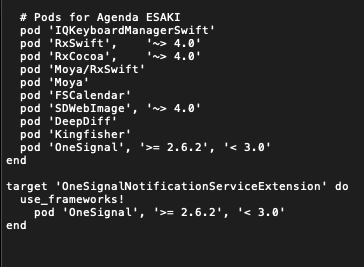 # Pods for Agenda ESAKI
pod 'IQKeyboardManagerSwift'
pod 'RxSwift',    '~> 4.0'
pod 'RxCocoa',    '~> 4.0'
pod 'Moya/RxSwift'
pod 'Moya'
pod 'FSCalendar'
pod 'SDWebImage', '~> 4.0'
pod 'DeepDiff'
pod 'Kingfisher'
pod 'OneSignal', '>= 2.6.2', '< 3.0'
end
target 'OneSignalNotificationServiceExtension' do
use_frameworks!
pod 'OneSignal', '>= 2.6.2', '< 3.0'
end